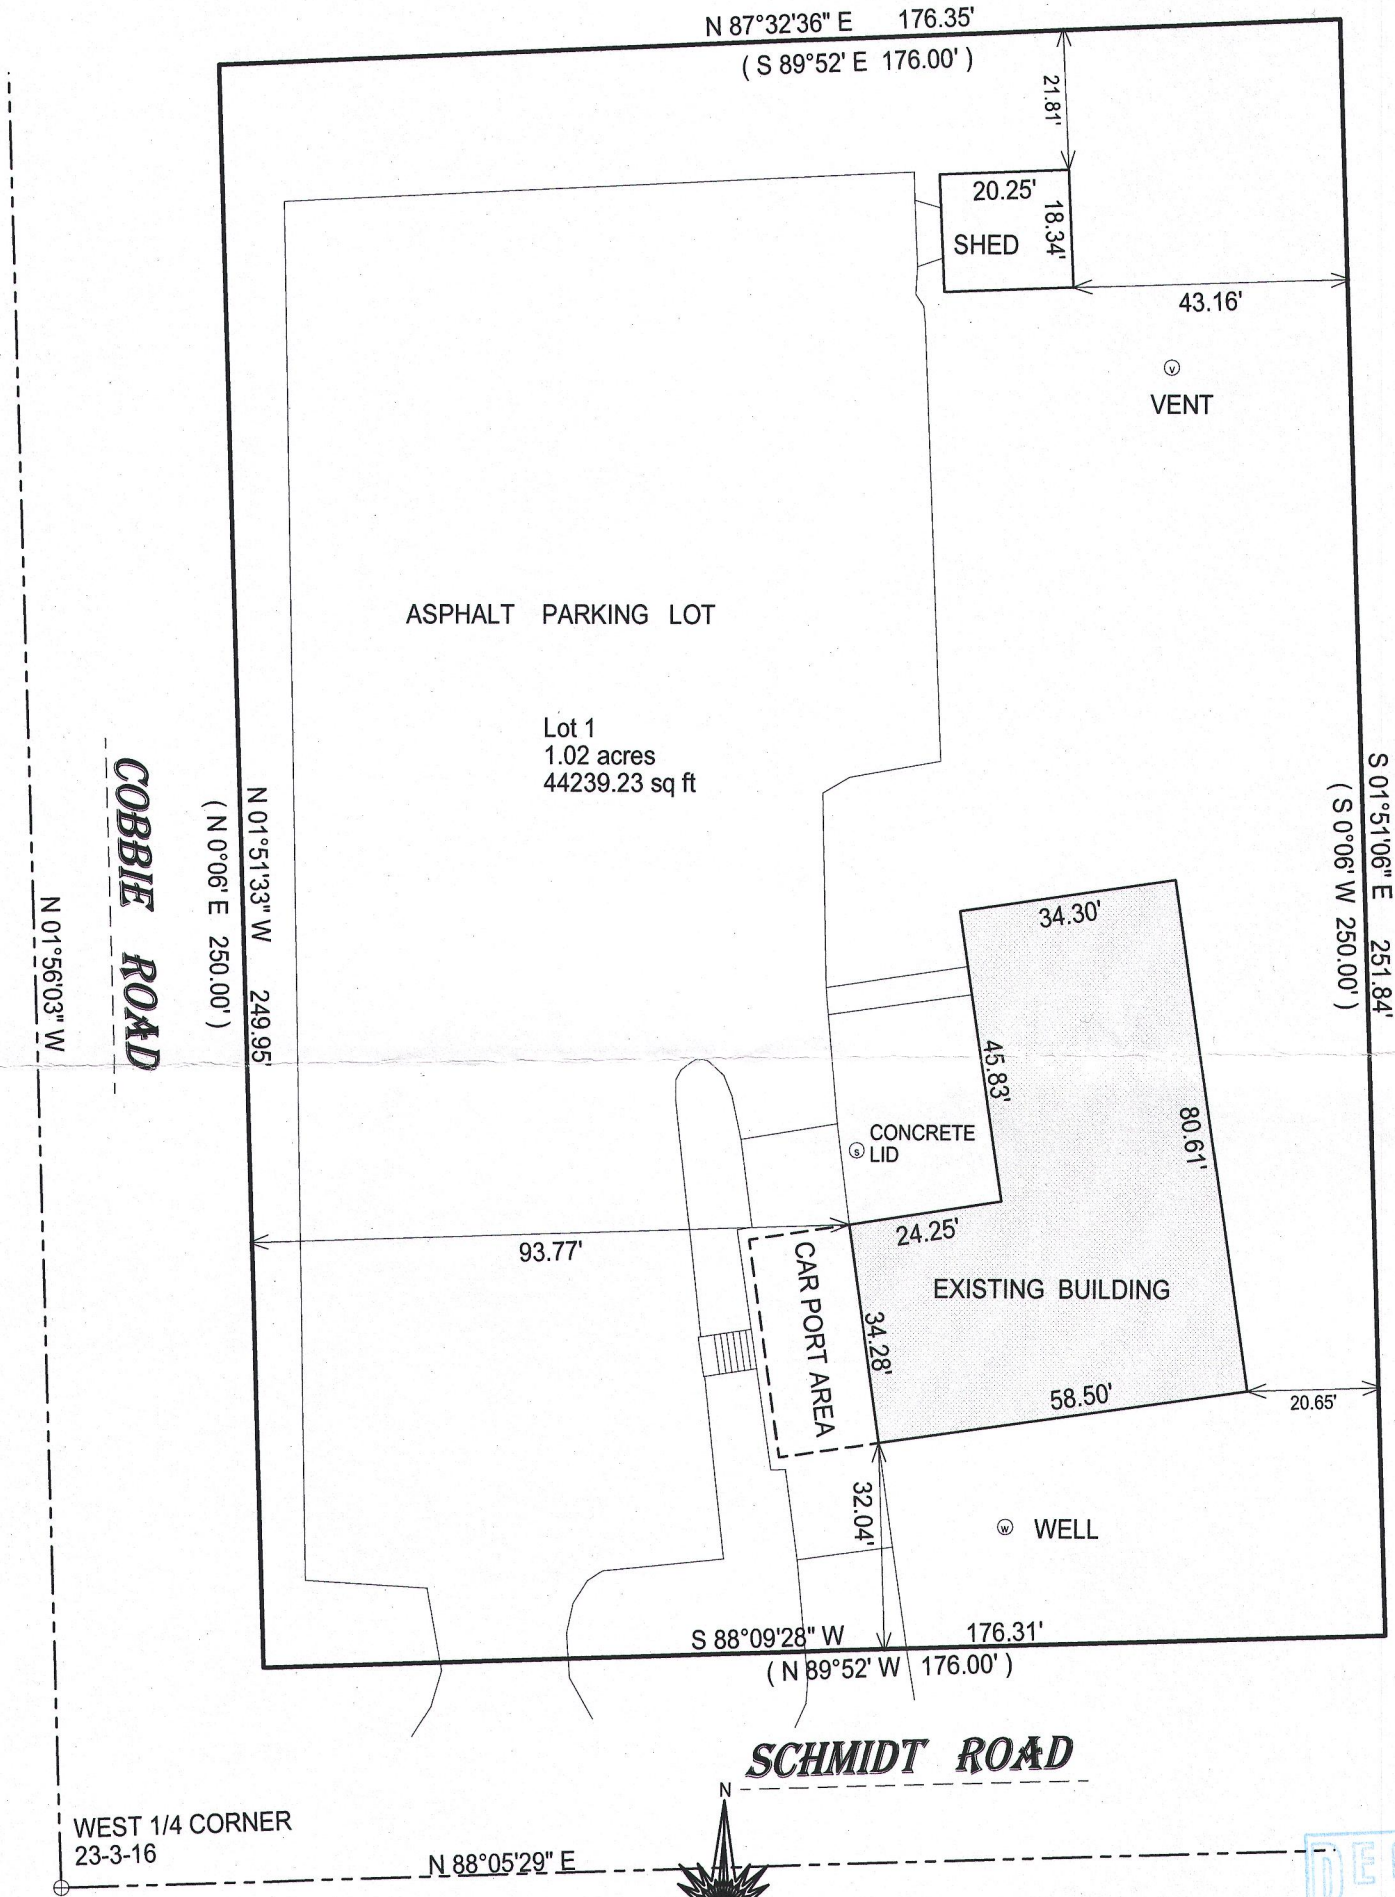 N 87°32'36" E 176.35'
( S 89°52' E 176.00' )
21.81'
20.25'
18.34'
SHED
43.16'
V
VENT
ASPHALT PARKING LOT
Lot 1
1.02 acres
44239.23 sq ft
COBBIE ROAD
N 01°56'03" W
N 01°51'33" W 249.95'
( N 0°06' E 250.00' )
S 01°51'06" E 251.84'
( S 0°06' W 250.00' )
34.30'
45.83'
80.61'
S
CONCRETE
LID
24.25'
93.77'
CAR PORT AREA
EXISTING BUILDING
34.28'
58.50'
20.65'
32.04'
W
WELL
S 88°09'28" W 176.31'
( N 89°52' W 176.00' )
SCHMIDT ROAD
N
WEST 1/4 CORNER
23-3-16
N 88°05'29" E